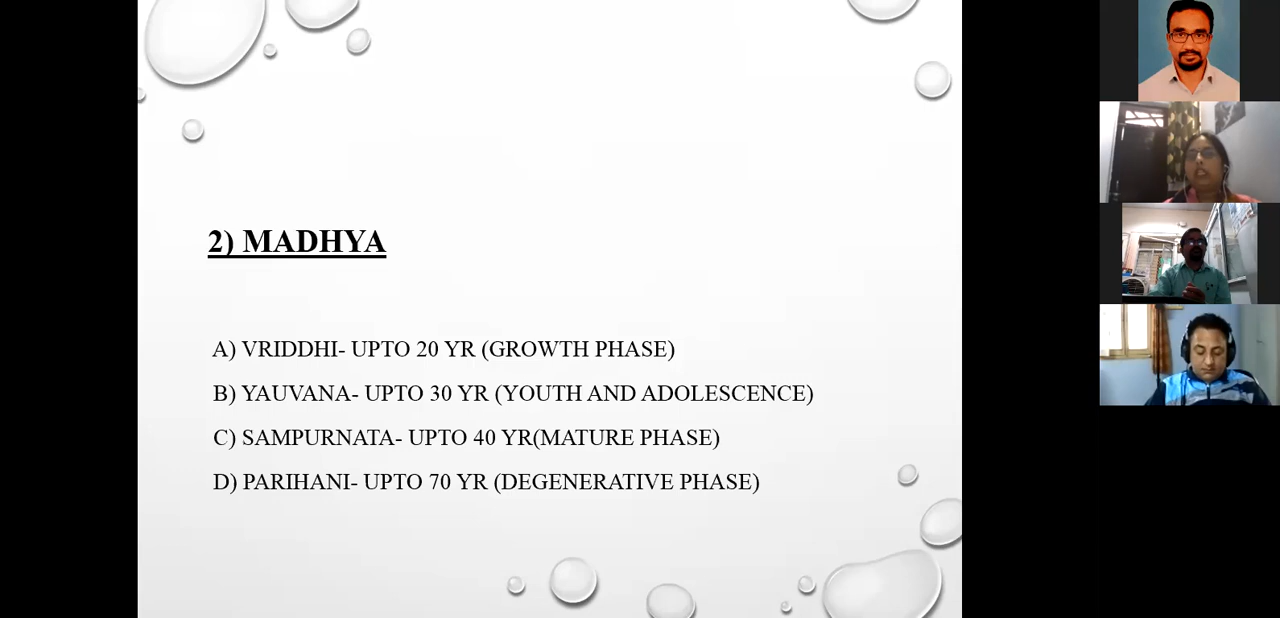 2) MADHYA
A) VRIDDHI- UPTO 20 YR (GROWTH PHASE)
B) YAUVANA- UPTO 30 YR (YOUTH AND ADOLESCENCE)
C) SAMPURNATA- UPTO 40 YR(MATURE PHASE)
D) PARIHANI- UPTO 70 YR (DEGENERATIVE PHASE)